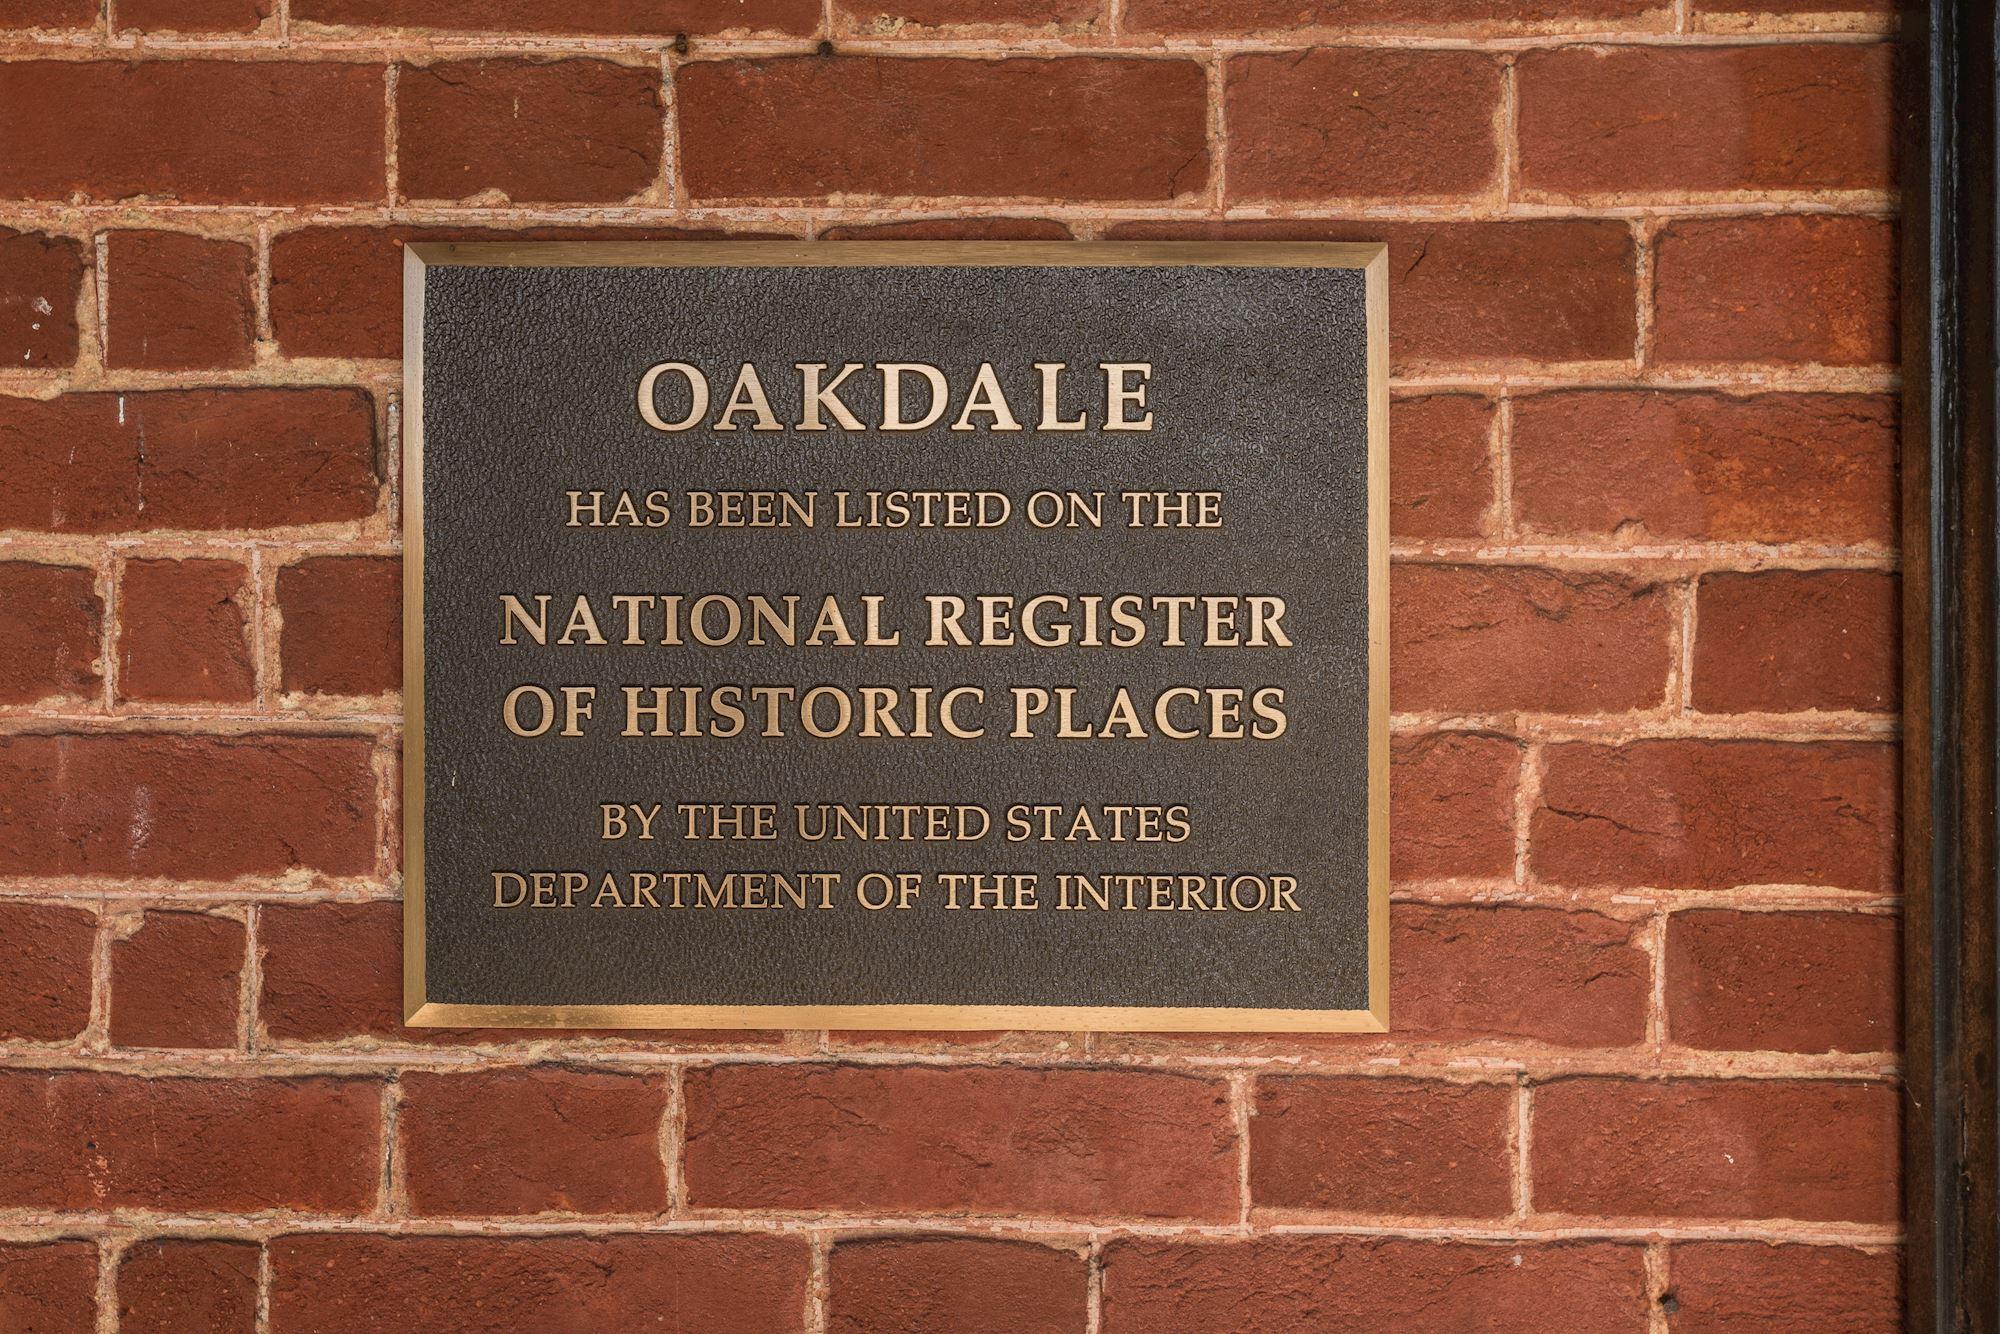 OAKDALE
HAS BEEN LISTED ON THE
NATIONAL REGISTER
OF HISTORIC PLACES
BY THE UNITED STATES
DEPARTMENT OF THE INTERIOR